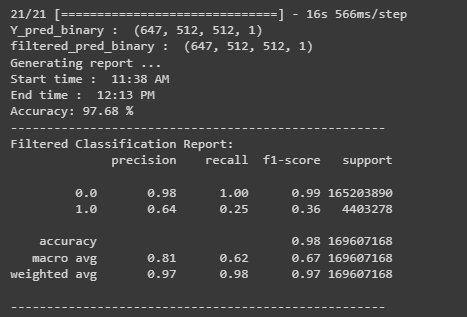 21/21 [==============================] - 16s 566ms/step
Y_pred_binary :  (647, 512, 512, 1)
filtered_pred_binary :  (647, 512, 512, 1)
Generating report ...
Start time :  11:38 AM
End time :  12:13 PM
Accuracy: 97.68 %
----------------------------------------------------
Filtered Classification Report:
              precision    recall  f1-score   support
         0.0       0.98      1.00      0.99 165203890
         1.0       0.64      0.25      0.36   4403278
    accuracy                           0.98 169607168
   macro avg       0.81      0.62      0.67 169607168
weighted avg       0.97      0.98      0.97 169607168
----------------------------------------------------